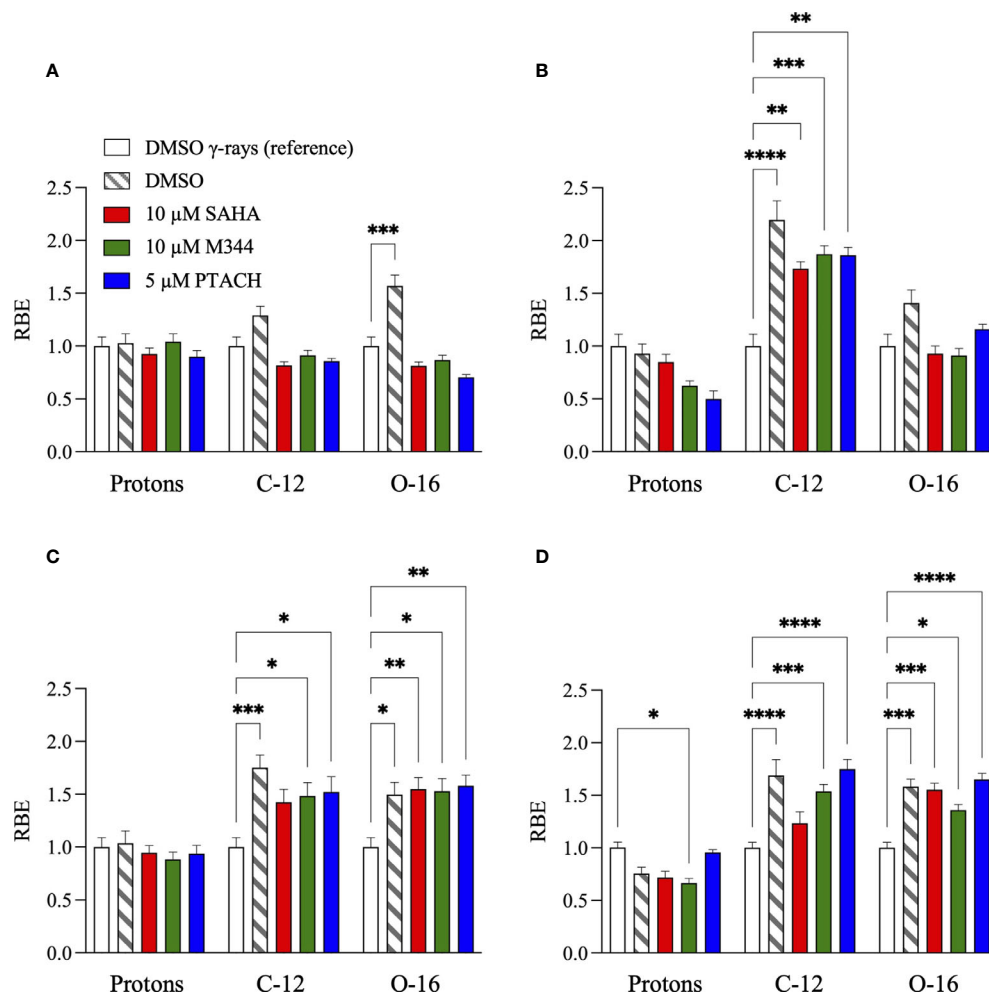 A
DMSO γ-rays (reference)
DMSO
10 µM SAHA
10 µM M344
5 µM PTACH
***
2.5
2.0
1.5
1.0
0.5
0.0
RBE
Protons C-12 O-16
B
**
***
**
****
2.5
2.0
1.5
1.0
0.5
0.0
RBE
Protons C-12 O-16
C
**
* *
* **
*** *
2.5
2.0
1.5
1.0
0.5
0.0
RBE
Protons C-12 O-16
D
****
**** *
*** ***
* **** ***
2.5
2.0
1.5
1.0
0.5
0.0
RBE
Protons C-12 O-16